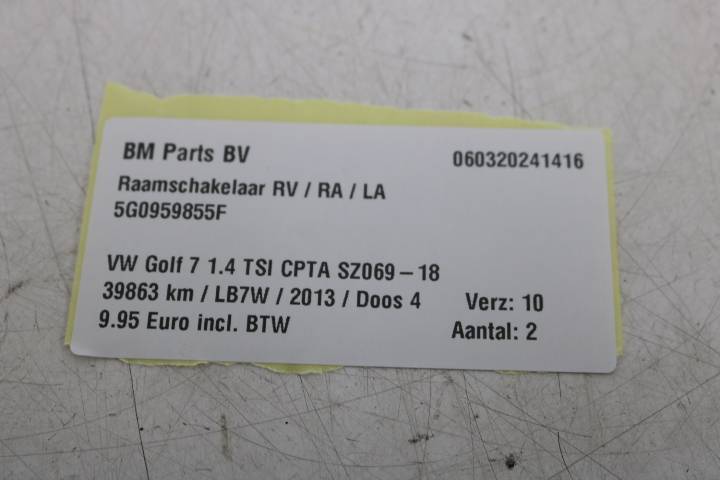 BM Parts BV 060320241416
Raamschakelaar RV / RA / LA
5G0959855F
VW Golf 7 1.4 TSI CPTA SZ069-18
39863 km / LB7W / 2013 / Doos 4 Verz: 10
9.95 Euro incl. BTW Aantal: 2